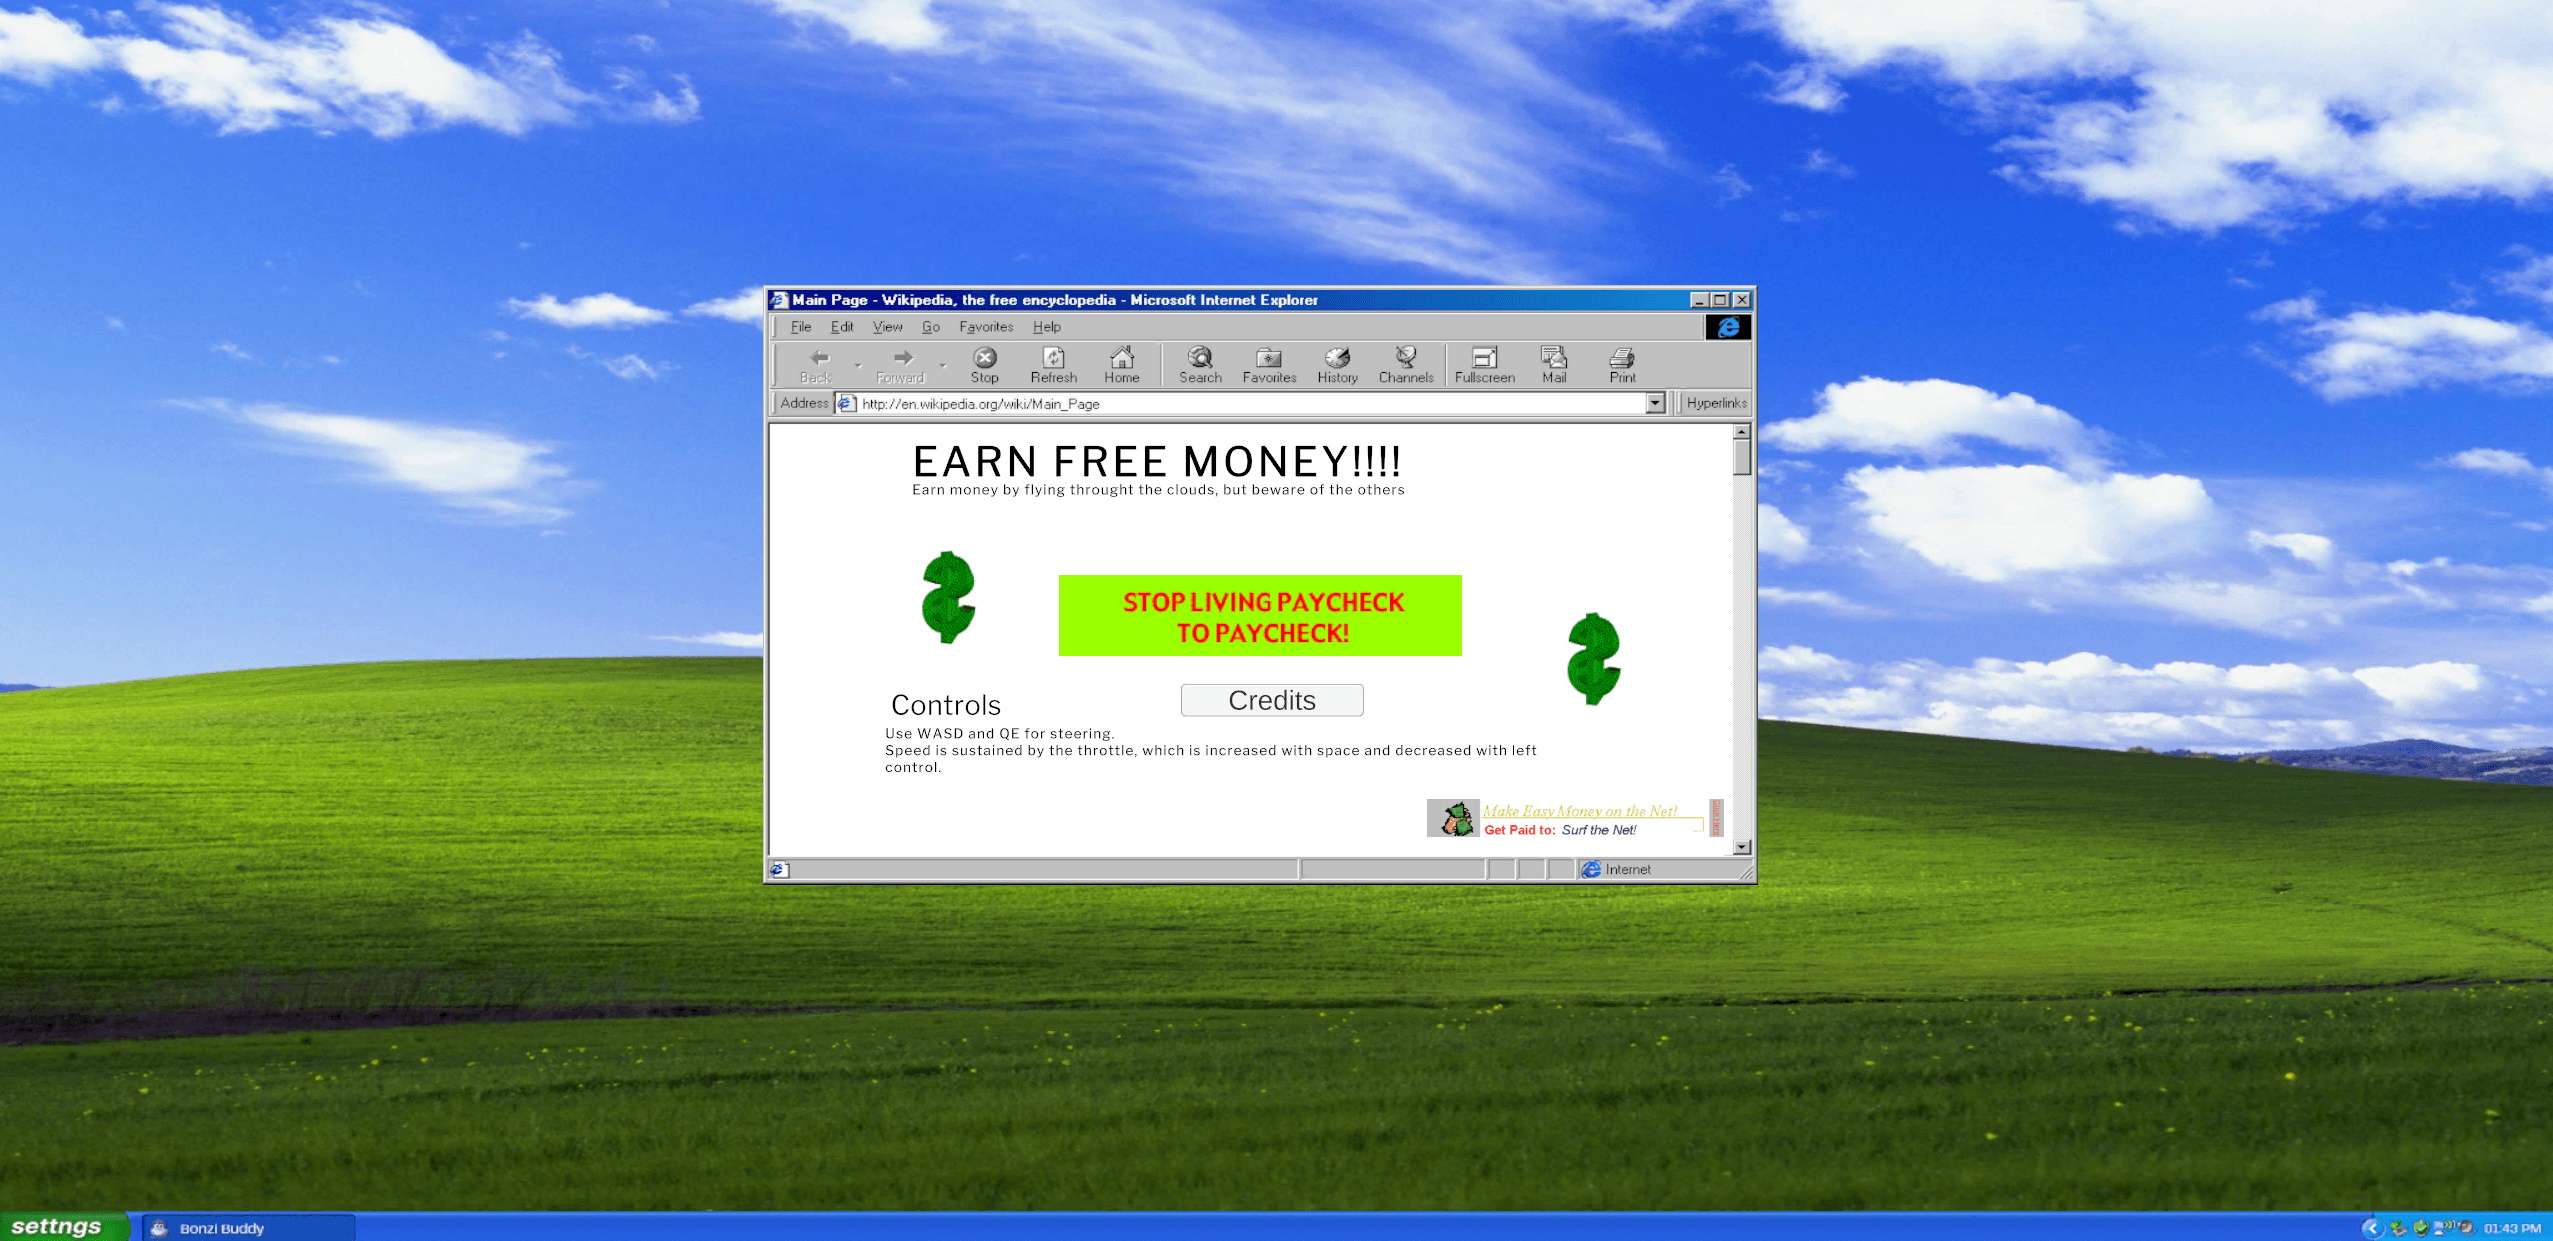 Main Page - Wikipedia, the free encyclopedia - Microsoft Internet Explorer
File Edit View Go Favorites Help
Back Forward Stop Refresh Home Search Favorites History Channels Fullscreen Mail Print
Address http://en.wikipedia.org/wiki/Main_Page Hyperlinks
EARN FREE MONEY!!!!
Earn money by flying throught the clouds, but beware of the others
STOP LIVING PAYCHECK
TO PAYCHECK!
Credits
Controls
Use WASD and QE for steering.
Speed is sustained by the throttle, which is increased with space and decreased with left
control.
Make Easy Money on the Net!
Get Paid to: Surf the Net!
Internet
settngs Bonzi Buddy 01:43 PM